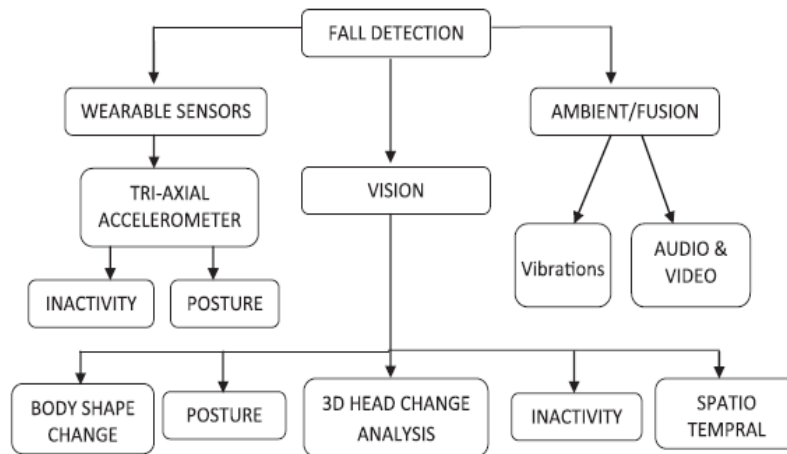 FALL DETECTION
WEARABLE SENSORS
AMBIENT/FUSION
TRI-AXIAL
ACCELEROMETER
VISION
Vibrations
AUDIO &
VIDEO
INACTIVITY
POSTURE
BODY SHAPE
CHANGE
POSTURE
3D HEAD CHANGE
ANALYSIS
INACTIVITY
SPATIO
TEMPRAL